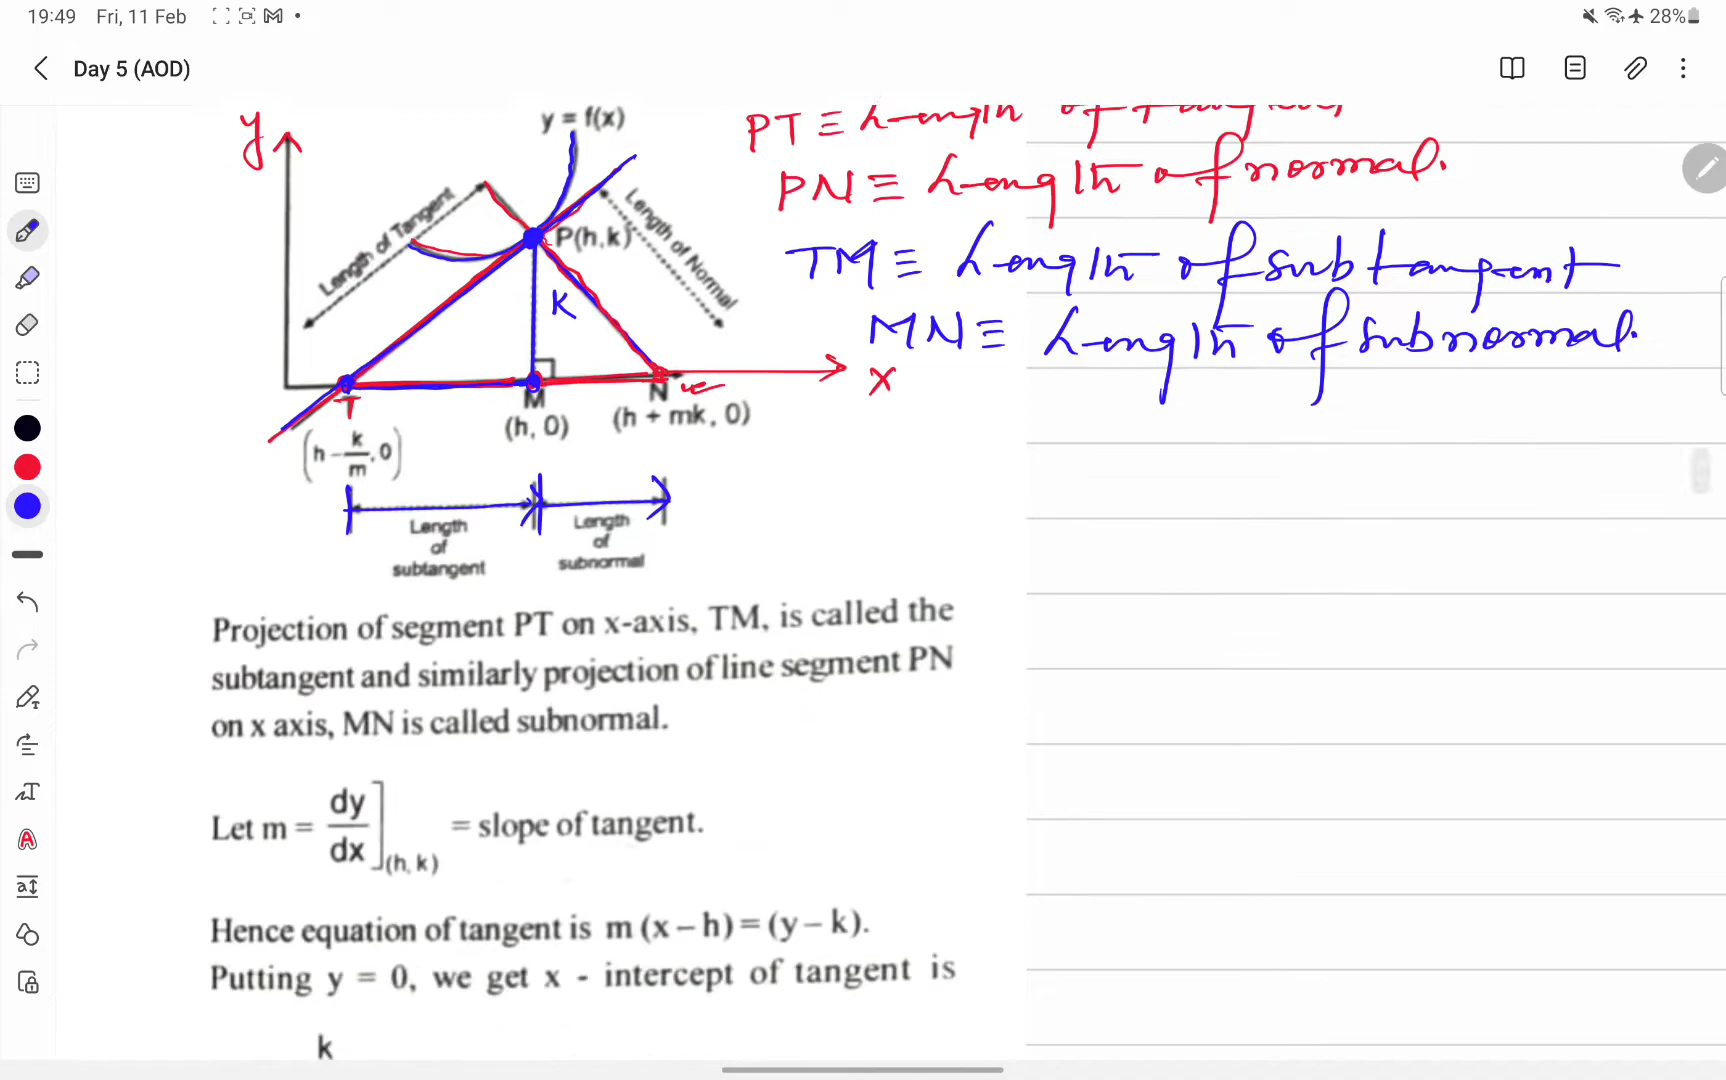 19:49 Fri, 11 Feb
28%
Day 5 (AOD)
y = f(x)
y
PT ≡ Length of tangent
PN ≡ Length of normal.
TM ≡ Length of subtangent
MN ≡ Length of subnormal.
Length of Tangent
Length of Normal
P(h,k)
K
x
T
M
N
(h - k/m, 0)
(h, 0)
(h + mk, 0)
Length
of
subtangent
Length
of
subnormal
Projection of segment PT on x-axis, TM, is called the
subtangent and similarly projection of line segment PN
on x axis, MN is called subnormal.
Let m = dy/dx ](h, k) = slope of tangent.
Hence equation of tangent is m (x – h) = (y – k).
Putting y = 0, we get x - intercept of tangent is
k